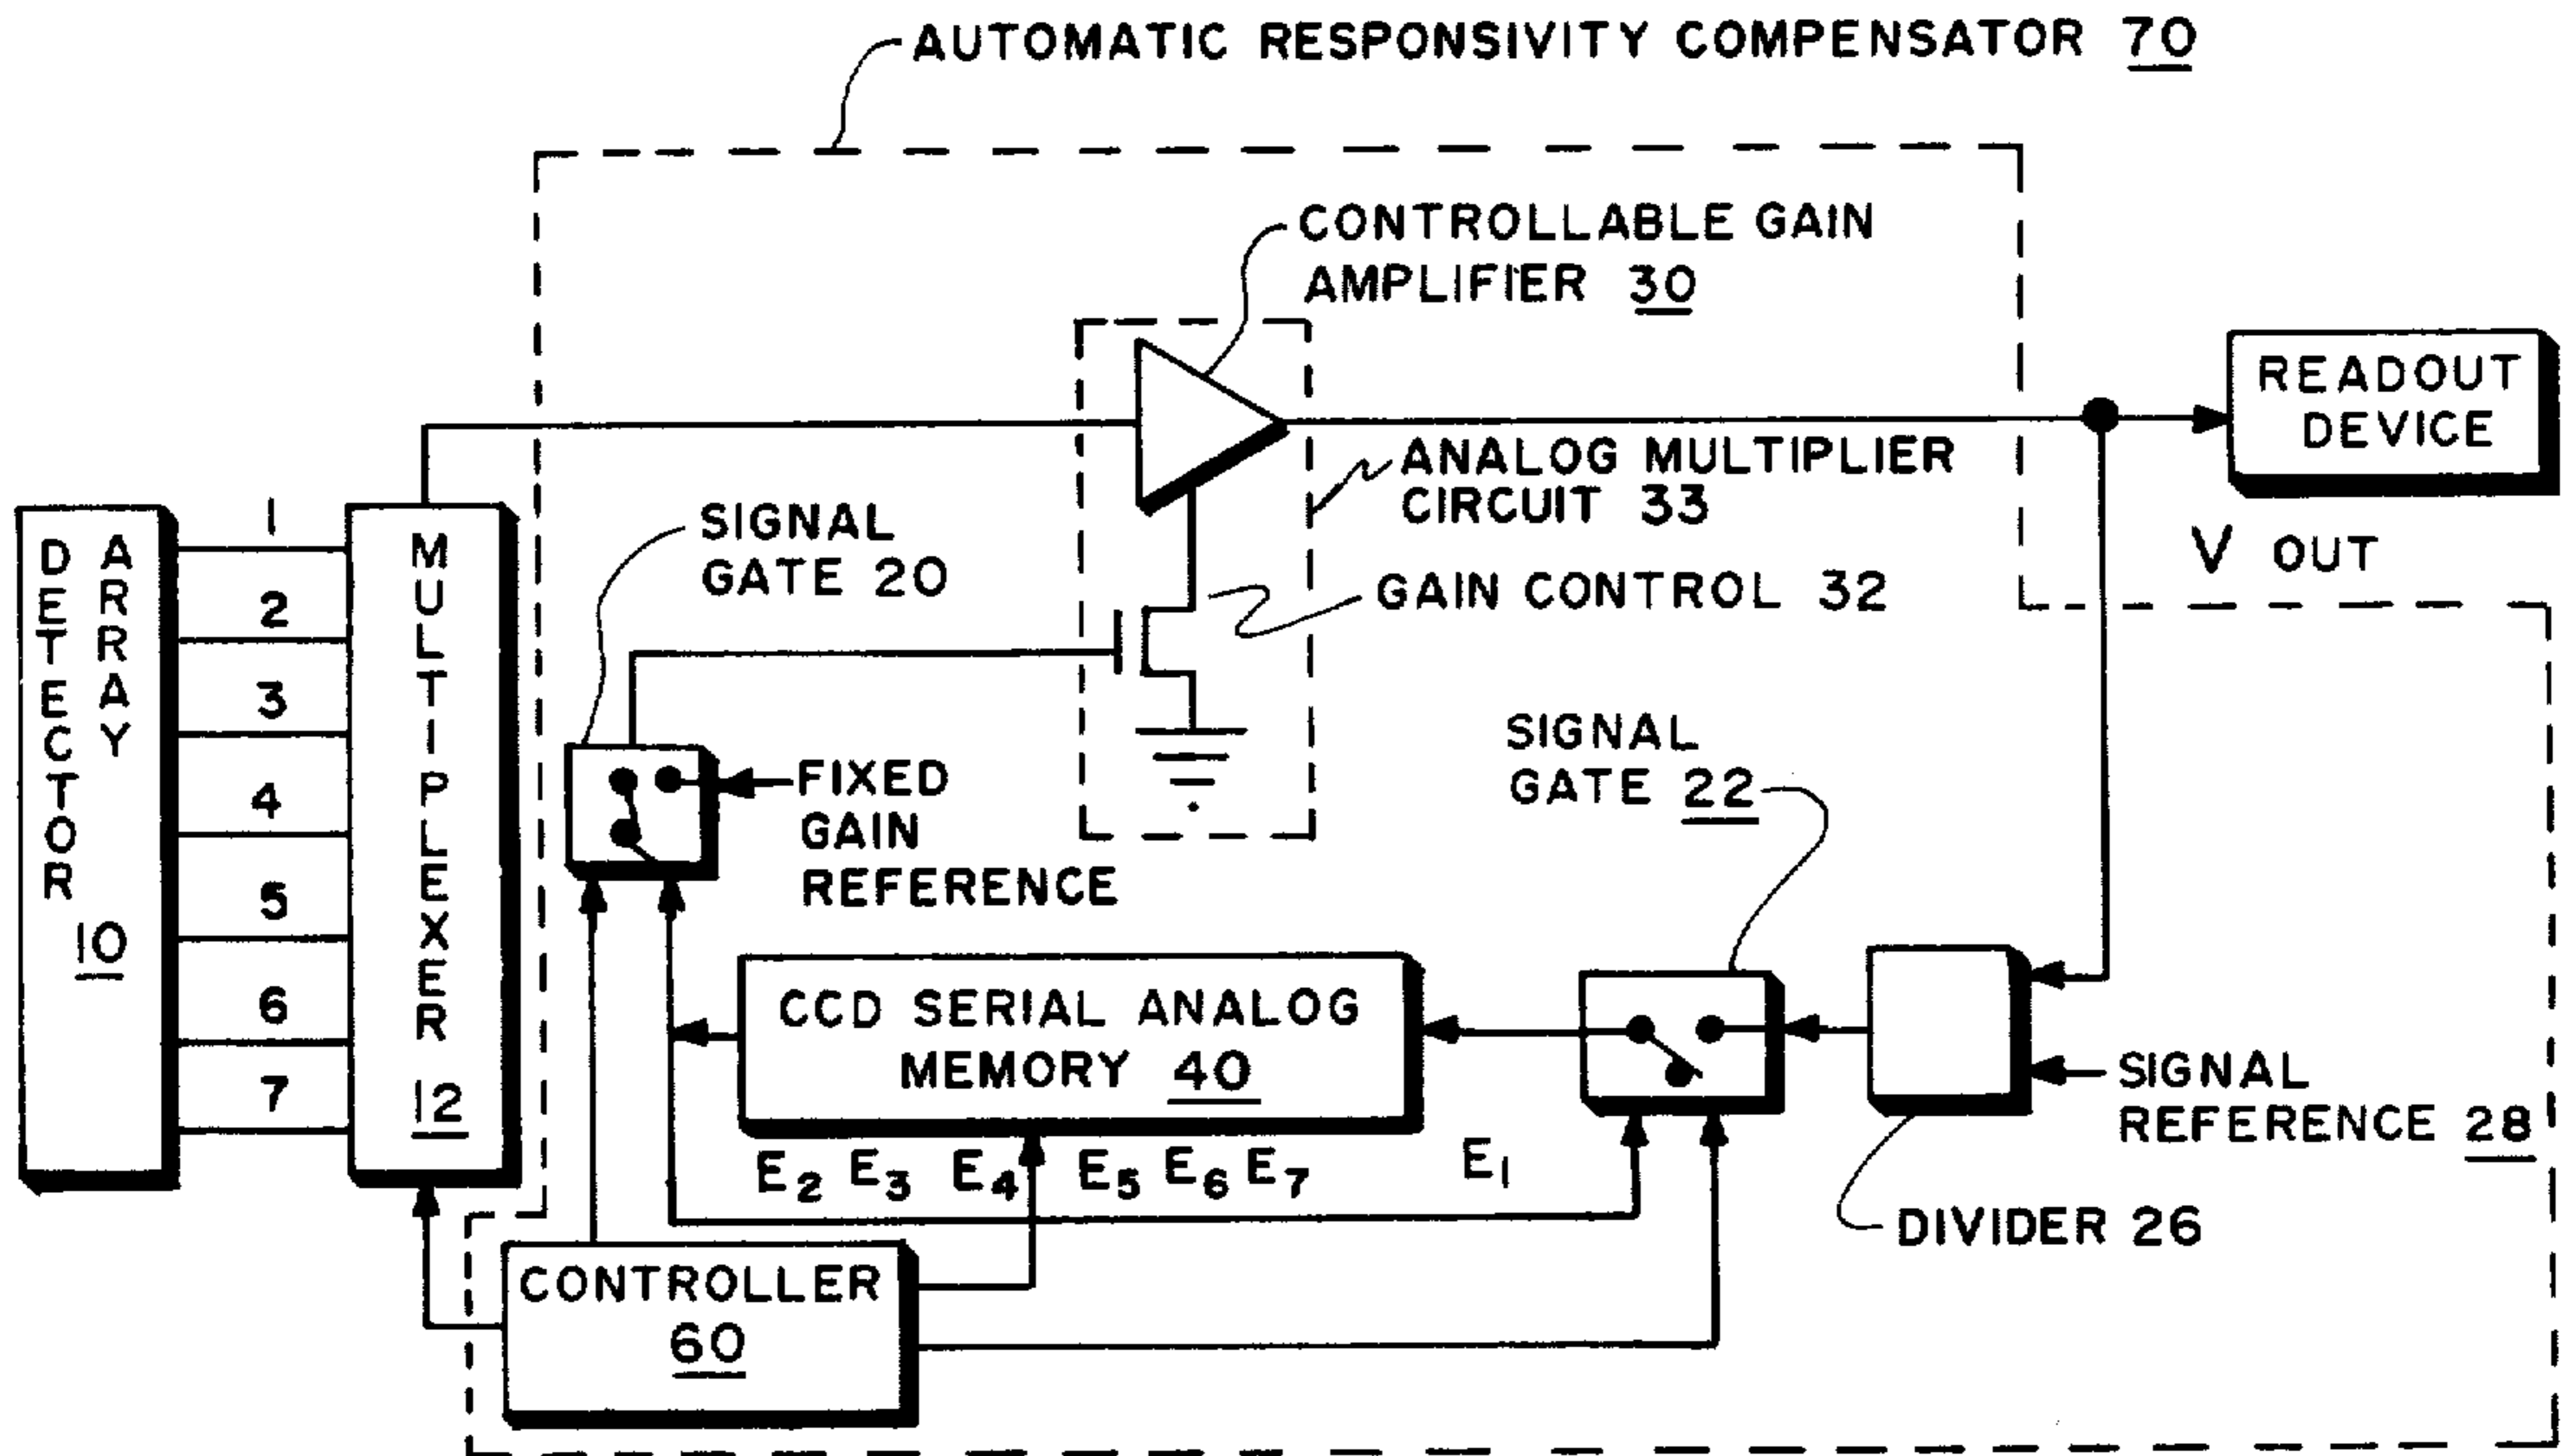 AUTOMATIC RESPONSIVITY COMPENSATOR 70
CONTROLLABLE GAIN
AMPLIFIER 30
READOUT
DEVICE
ANALOG MULTIPLIER
CIRCUIT 33
V OUT
SIGNAL
GATE 20
GAIN CONTROL 32
DETECTOR
ARRAY
10
1
2
3
4
5
6
7
MULTIPLEXER
12
FIXED
GAIN
REFERENCE
SIGNAL
GATE 22
CCD SERIAL ANALOG
MEMORY 40
SIGNAL
REFERENCE 28
E2 E3 E4 E5 E6 E7 E1
DIVIDER 26
CONTROLLER
60